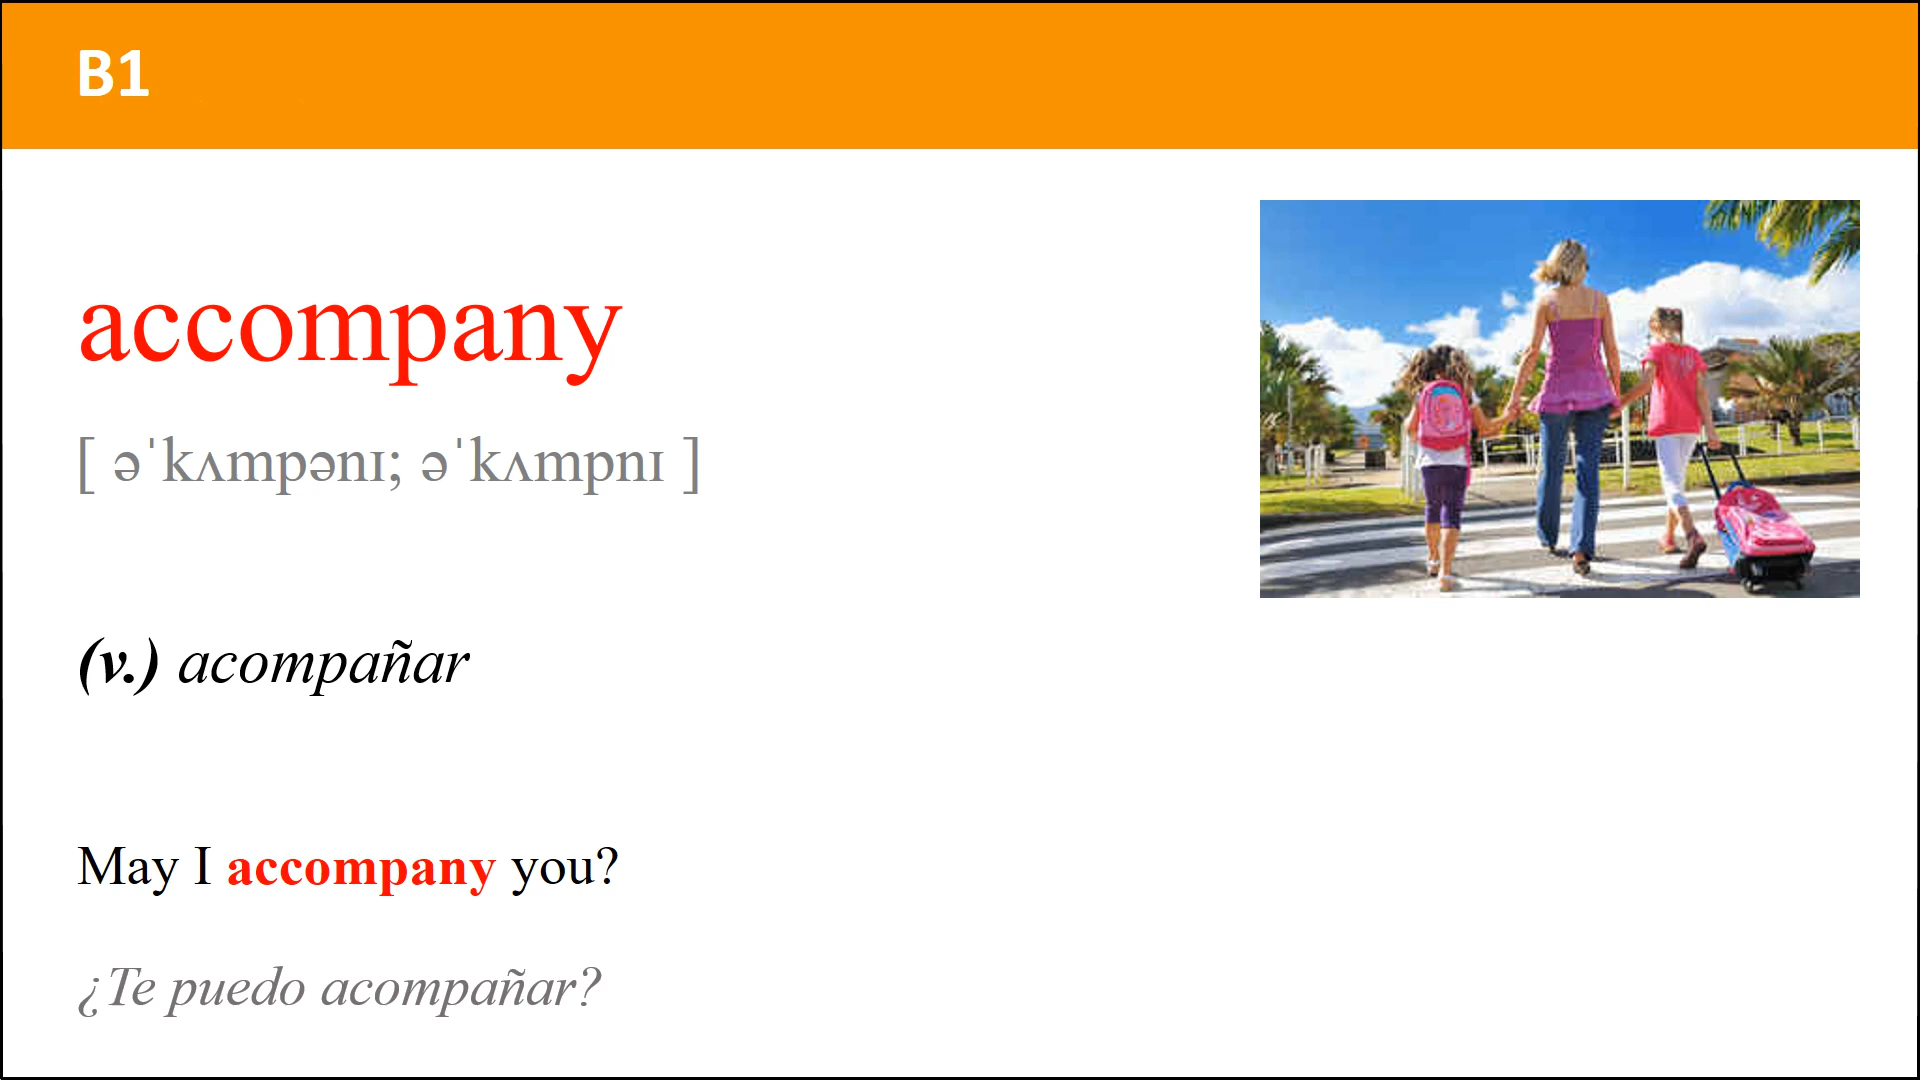 B1
accompany
[ əˈkʌmpənɪ; əˈkʌmpnɪ ]
(v.) acompañar
May I accompany you?
¿Te puedo acompañar?